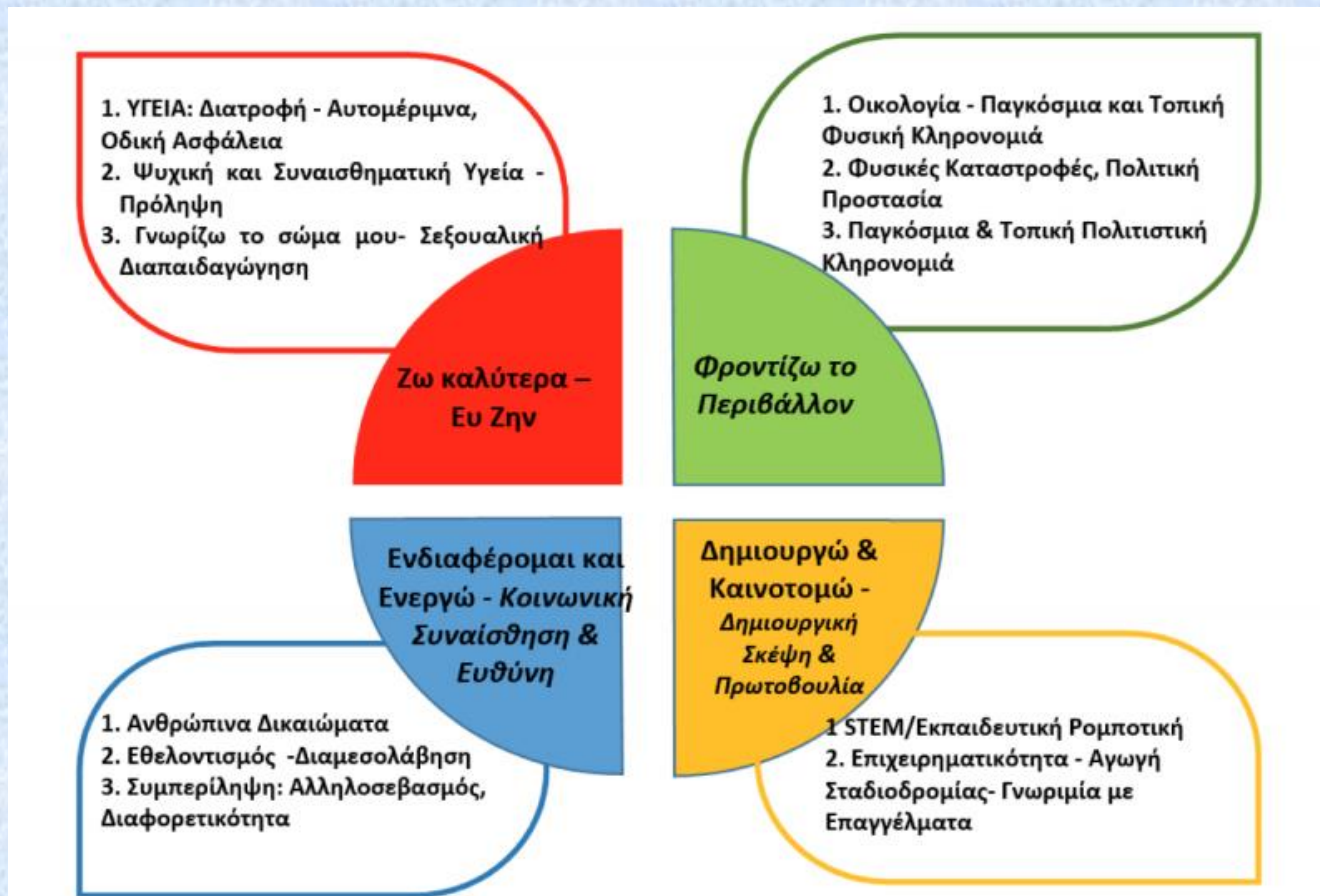 1. ΥΓΕΙΑ: Διατροφή - Αυτομέριμνα,
Οδική Ασφάλεια
2. Ψυχική και Συναισθηματική Υγεία -
Πρόληψη
3. Γνωρίζω το σώμα μου- Σεξουαλική
Διαπαιδαγώγηση
1. Οικολογία - Παγκόσμια και Τοπική
Φυσική Κληρονομιά
2. Φυσικές Καταστροφές, Πολιτική
Προστασία
3. Παγκόσμια & Τοπική Πολιτιστική
Κληρονομιά
Ζω καλύτερα –
Ευ Ζην
Φροντίζω το
Περιβάλλον
Ενδιαφέρομαι και
Ενεργώ - Κοινωνική
Συναίσθηση &
Ευθύνη
Δημιουργώ &
Καινοτομώ -
Δημιουργική
Σκέψη &
Πρωτοβουλία
1. Ανθρώπινα Δικαιώματα
2. Εθελοντισμός -Διαμεσολάβηση
3. Συμπερίληψη: Αλληλοσεβασμός,
Διαφορετικότητα
1 STEM/Εκπαιδευτική Ρομποτική
2. Επιχειρηματικότητα - Αγωγή
Σταδιοδρομίας- Γνωριμία με
Επαγγέλματα